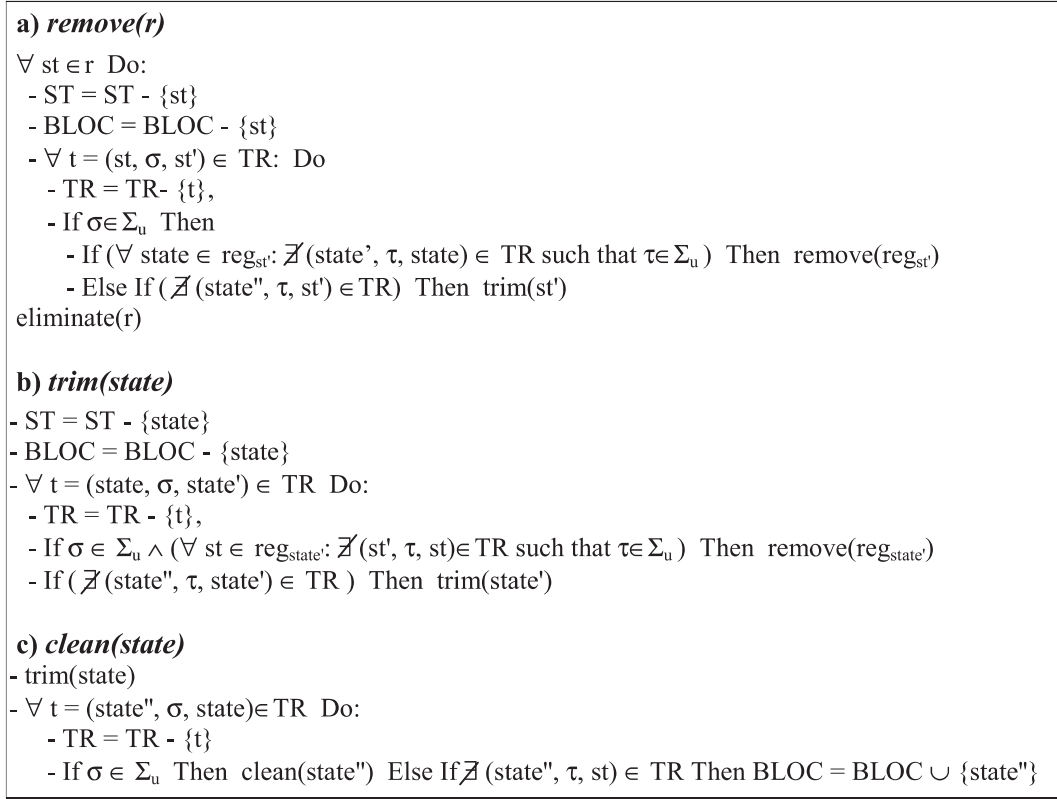 a) remove(r)
∀ st ∈ r Do:
- ST = ST - {st}
- BLOC = BLOC - {st}
- ∀ t = (st, σ, st') ∈ TR: Do
- TR = TR- {t},
- If σ∈ Σu Then
- If (∀ state ∈ regst': ∄ (state’, τ, state) ∈ TR such that τ∈ Σu ) Then remove(regst')
- Else If ( ∄ (state'', τ, st') ∈ TR) Then trim(st')
eliminate(r)
b) trim(state)
- ST = ST - {state}
- BLOC = BLOC - {state}
- ∀ t = (state, σ, state') ∈ TR Do:
- TR = TR - {t},
- If σ ∈ Σu ∧ (∀ st ∈ regstate': ∄ (st', τ, st)∈ TR such that τ∈ Σu ) Then remove(regstate')
- If ( ∄ (state'', τ, state') ∈ TR ) Then trim(state')
c) clean(state)
- trim(state)
- ∀ t = (state'', σ, state)∈ TR Do:
- TR = TR - {t}
- If σ ∈ Σu Then clean(state'') Else If ∄ (state'', τ, st) ∈ TR Then BLOC = BLOC ∪ {state''}